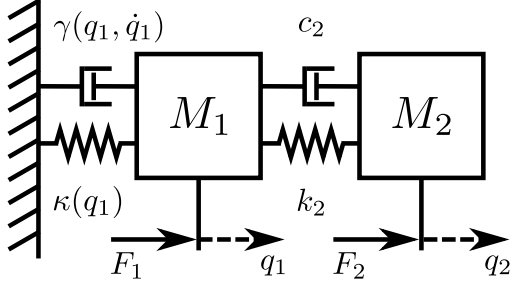 γ(q₁, q̇₁) c₂
M₁ M₂
κ(q₁) k₂
F₁ q₁ F₂ q₂